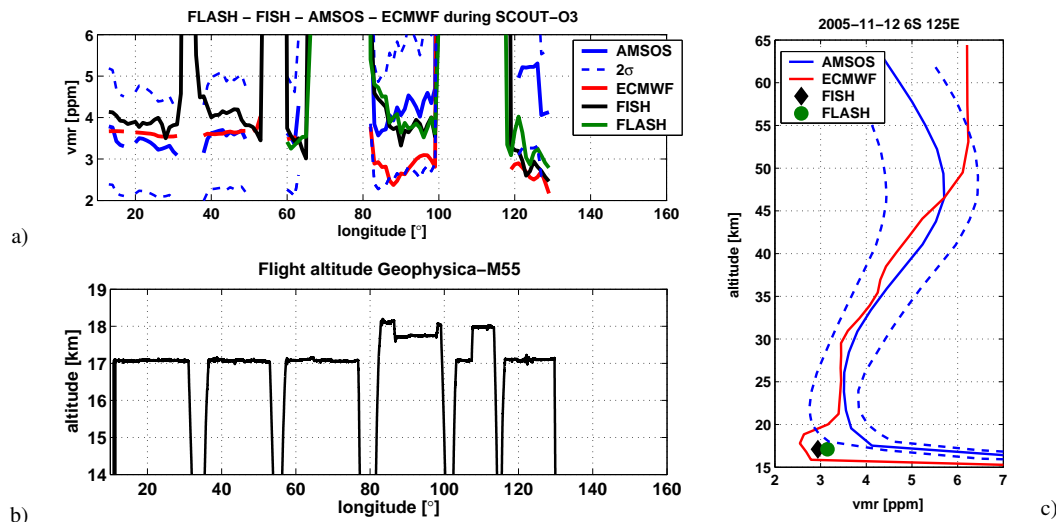 FLASH − FISH − AMSOS − ECMWF during SCOUT−O3
6
5
4
3
2
vmr [ppm]
20 40 60 80 100 120 140 160
longitude [°]
AMSOS
2σ
ECMWF
FISH
FLASH
a)
Flight altitude Geophysica−M55
19
18
17
16
15
14
altitude [km]
20 40 60 80 100 120 140 160
longitude [°]
b)
2005−11−12 6S 125E
65
60
55
50
45
40
35
30
25
20
15
altitude [km]
AMSOS
ECMWF
FISH
FLASH
2 3 4 5 6 7
vmr [ppm]
c)